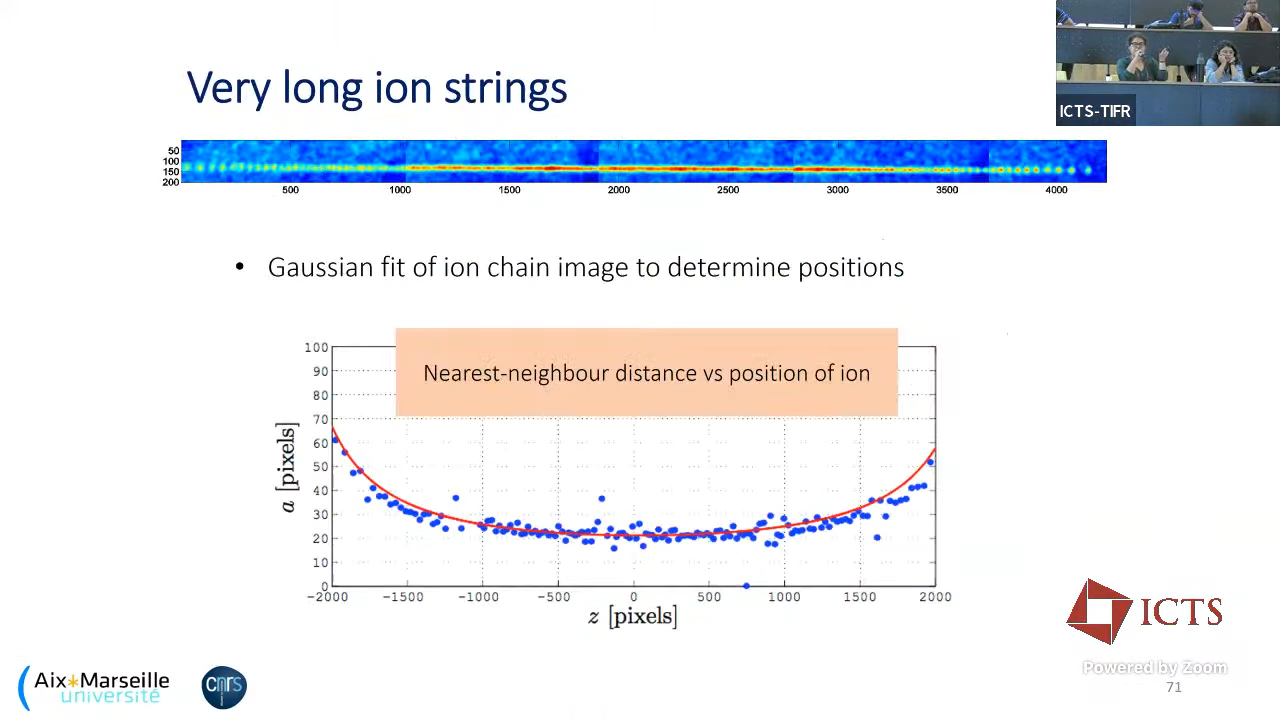 Very long ion strings
ICTS-TIFR
50
100
150
200
500 1000 1500 2000 2500 3000 3500 4000
• Gaussian fit of ion chain image to determine positions
Nearest-neighbour distance vs position of ion
100
90
80
70
60
50
40
30
20
10
0
a [pixels]
−2000 −1500 −1000 −500 0 500 1000 1500 2000
z [pixels]
ICTS
Powered by Zoom
Aix*Marseille
université
cnrs
71